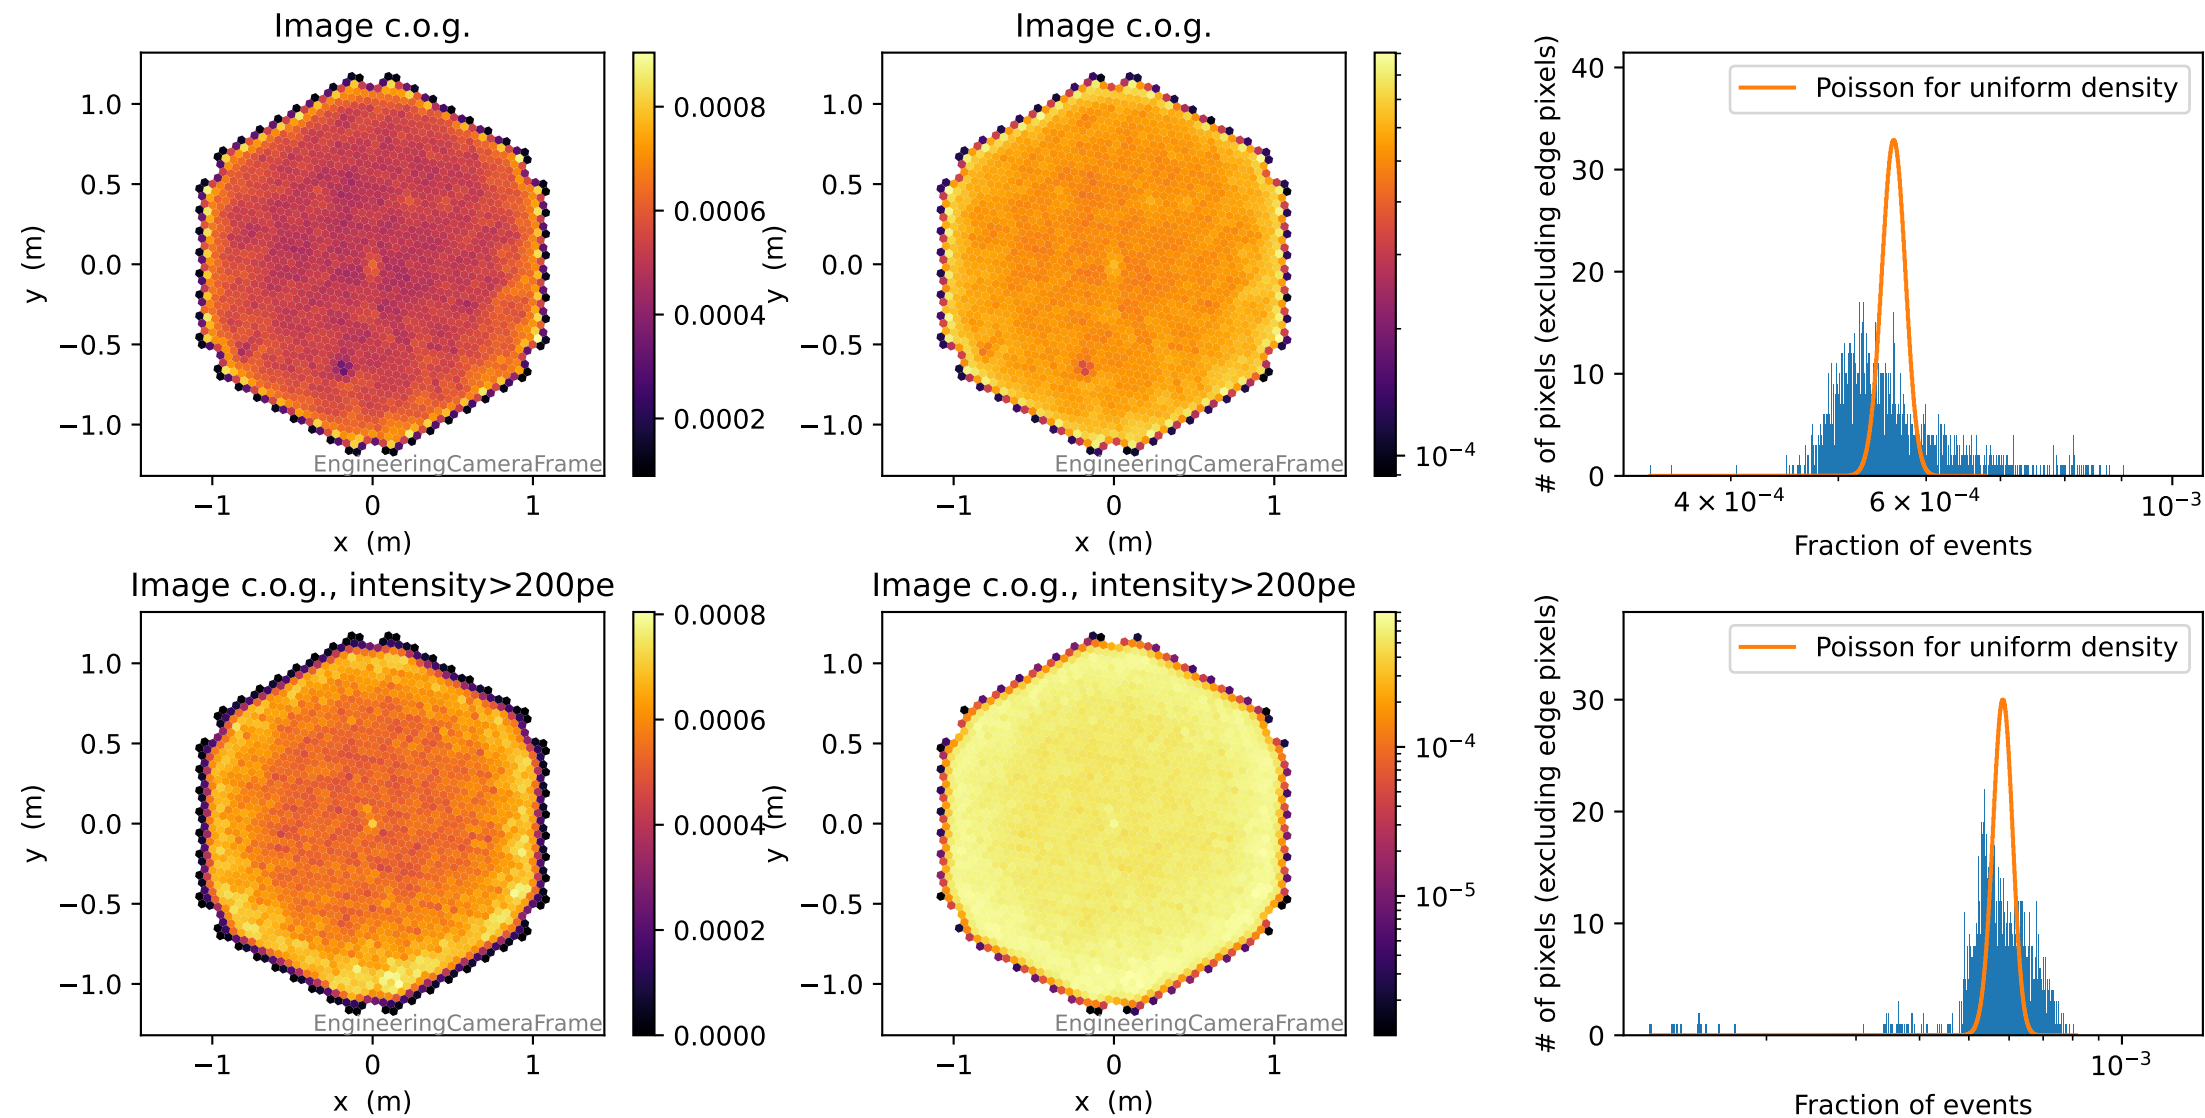 Image c.o.g.
y (m)
1.0
0.5
0.0
−0.5
−1.0
−1
0
1
x (m)
EngineeringCameraFrame
0.0008
0.0006
0.0004
0.0002
Image c.o.g.
y (m)
1.0
0.5
0.0
−0.5
−1.0
−1
0
1
x (m)
EngineeringCameraFrame
10⁻⁴
# of pixels (excluding edge pixels)
40
30
20
10
0
Poisson for uniform density
4 × 10⁻⁴
6 × 10⁻⁴
10⁻³
Fraction of events
Image c.o.g., intensity>200pe
y (m)
1.0
0.5
0.0
−0.5
−1.0
−1
0
1
x (m)
EngineeringCameraFrame
0.0008
0.0006
0.0004
0.0002
0.0000
Image c.o.g., intensity>200pe
y (m)
1.0
0.5
0.0
−0.5
−1.0
−1
0
1
x (m)
EngineeringCameraFrame
10⁻⁴
10⁻⁵
# of pixels (excluding edge pixels)
30
20
10
0
Poisson for uniform density
10⁻³
Fraction of events